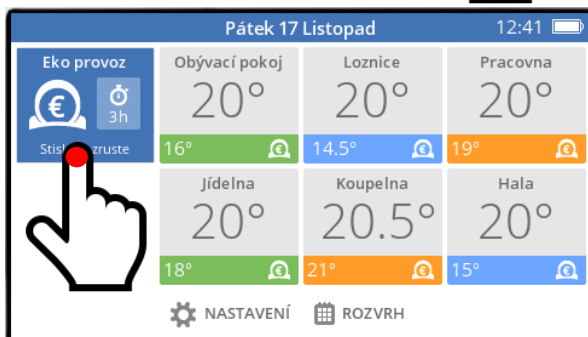 Pátek 17 Listopad 12:41
Eko provoz
€ 3h
zruste
Obývací pokoj
20°
16° €
Loznice
20°
14.5° €
Pracovna
20°
19° €
Jídelna
20°
18° €
Koupelna
20.5°
21° €
Hala
20°
15° €
NASTAVENÍ ROZVRH